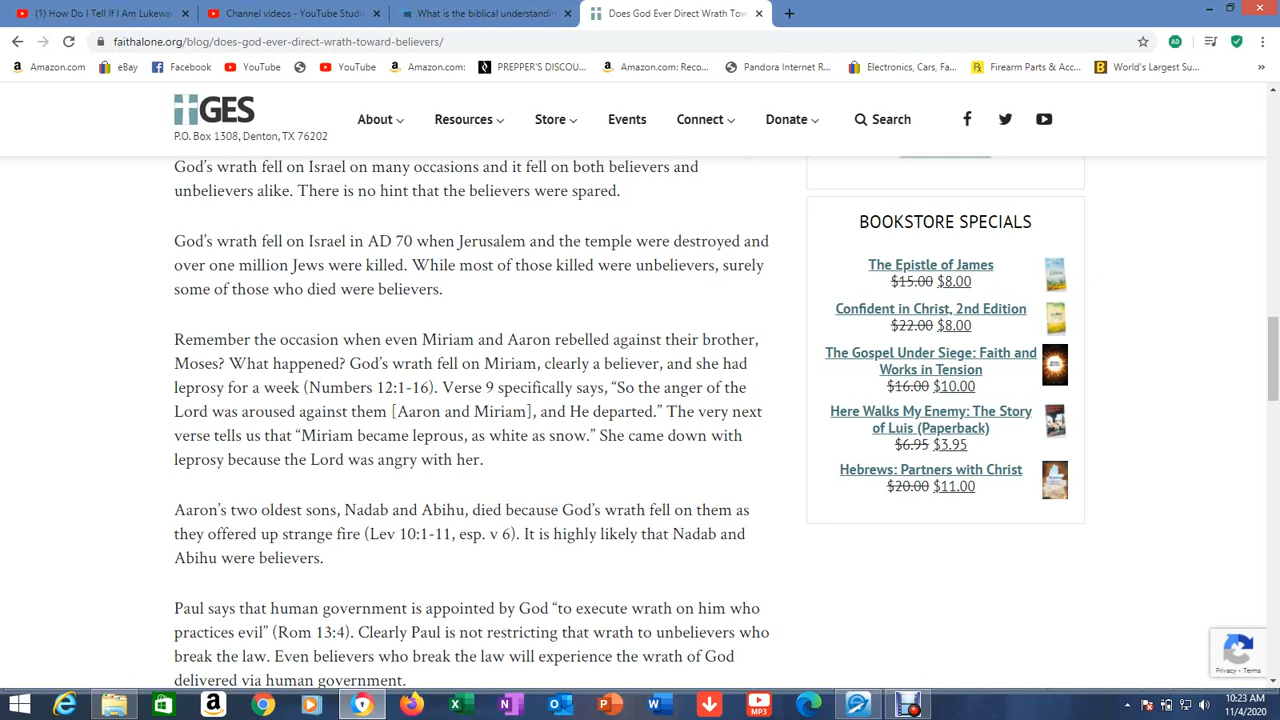 (1) How Do I Tell If I Am Lukewa
Channel videos - YouTube Studi
What is the biblical understandin
Does God Ever Direct Wrath Tow
faithalone.org/blog/does-god-ever-direct-wrath-toward-believers/
Amazon.com
eBay
Facebook
YouTube
YouTube
Amazon.com:
PREPPER'S DISCOU...
Amazon.com: Reco...
Pandora Internet R...
Electronics, Cars, Fa...
Firearm Parts & Acc...
World's Largest Su...
»
GES
P.O. Box 1308, Denton, TX 76202
About
Resources
Store
Events
Connect
Donate
Search
God's wrath fell on Israel on many occasions and it fell on both believers and
unbelievers alike. There is no hint that the believers were spared.
God's wrath fell on Israel in AD 70 when Jerusalem and the temple were destroyed and
over one million Jews were killed. While most of those killed were unbelievers, surely
some of those who died were believers.
Remember the occasion when even Miriam and Aaron rebelled against their brother,
Moses? What happened? God's wrath fell on Miriam, clearly a believer, and she had
leprosy for a week (Numbers 12:1-16). Verse 9 specifically says, “So the anger of the
Lord was aroused against them [Aaron and Miriam], and He departed.” The very next
verse tells us that “Miriam became leprous, as white as snow.” She came down with
leprosy because the Lord was angry with her.
Aaron's two oldest sons, Nadab and Abihu, died because God's wrath fell on them as
they offered up strange fire (Lev 10:1-11, esp. v 6). It is highly likely that Nadab and
Abihu were believers.
Paul says that human government is appointed by God “to execute wrath on him who
practices evil” (Rom 13:4). Clearly Paul is not restricting that wrath to unbelievers who
break the law. Even believers who break the law will experience the wrath of God
delivered via human government.
BOOKSTORE SPECIALS
The Epistle of James
$15.00 $8.00
Confident in Christ, 2nd Edition
$22.00 $8.00
The Gospel Under Siege: Faith and
Works in Tension
$16.00 $10.00
Here Walks My Enemy: The Story
of Luis (Paperback)
$6.95 $3.95
Hebrews: Partners with Christ
$20.00 $11.00
Privacy - Terms
MP3
10:23 AM
11/4/2020